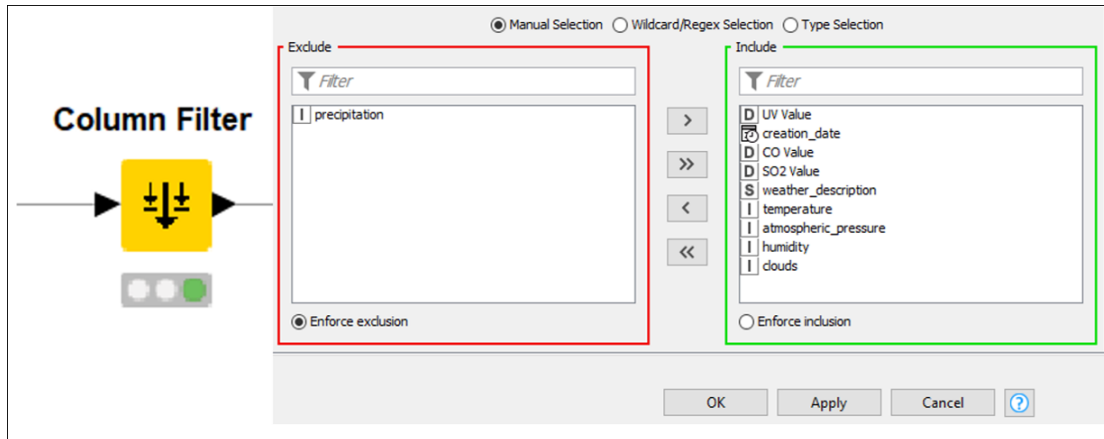 Manual Selection Wildcard/Regex Selection Type Selection
Column Filter
Exclude
Filter
I precipitation
Enforce exclusion
>
>>
<
<<
Include
Filter
D UV Value
creation_date
D CO Value
D SO2 Value
S weather_description
I temperature
I atmospheric_pressure
I humidity
I clouds
Enforce inclusion
OK Apply Cancel ?